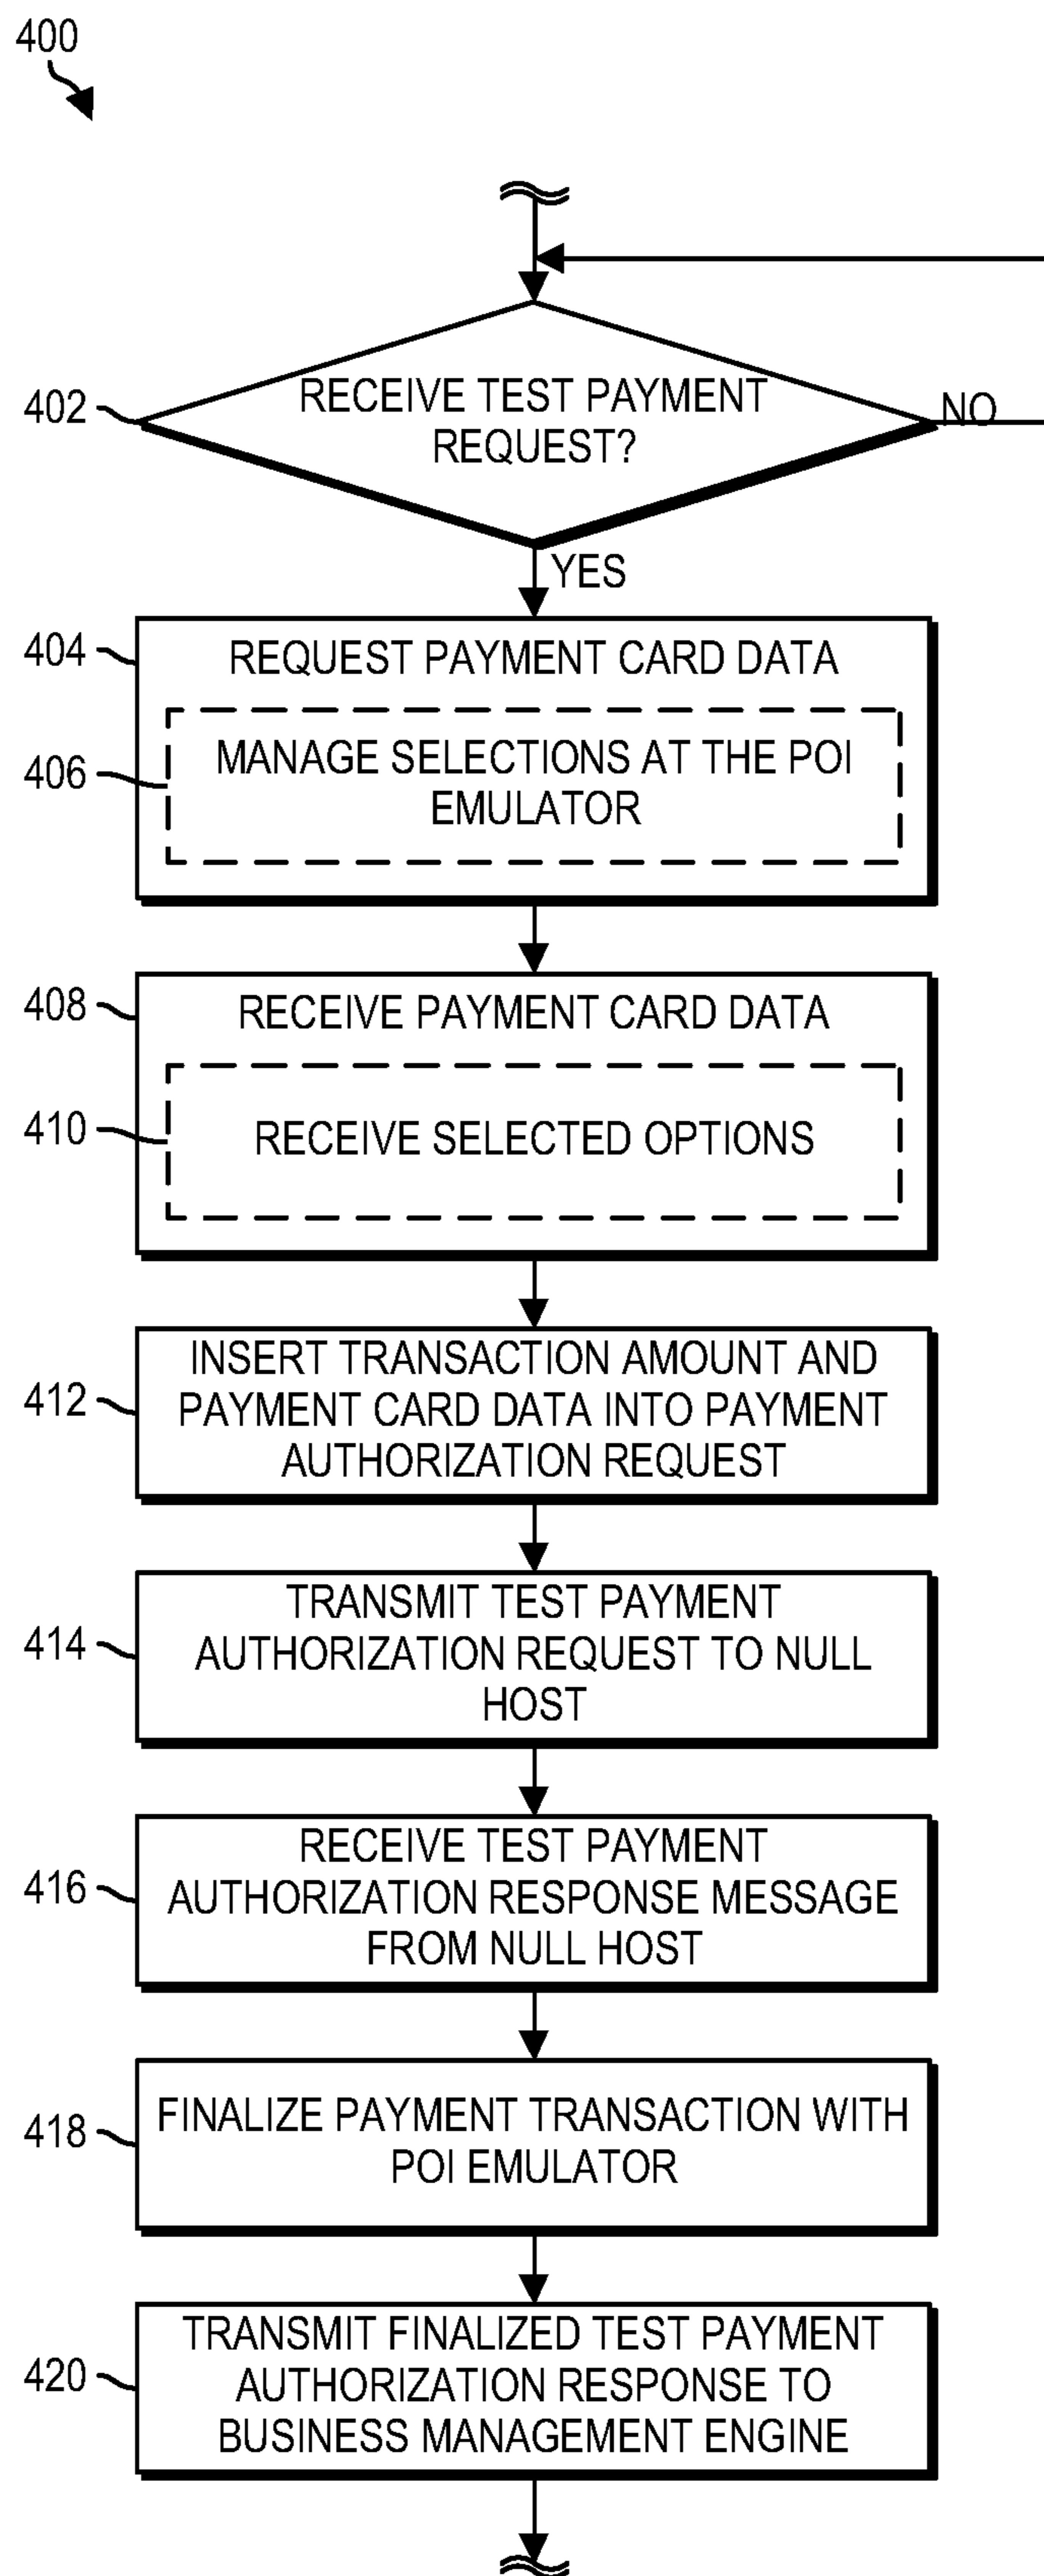 400
402
RECEIVE TEST PAYMENT
REQUEST?
NO
YES
404
REQUEST PAYMENT CARD DATA
406
MANAGE SELECTIONS AT THE POI
EMULATOR
408
RECEIVE PAYMENT CARD DATA
410
RECEIVE SELECTED OPTIONS
412
INSERT TRANSACTION AMOUNT AND
PAYMENT CARD DATA INTO PAYMENT
AUTHORIZATION REQUEST
414
TRANSMIT TEST PAYMENT
AUTHORIZATION REQUEST TO NULL
HOST
416
RECEIVE TEST PAYMENT
AUTHORIZATION RESPONSE MESSAGE
FROM NULL HOST
418
FINALIZE PAYMENT TRANSACTION WITH
POI EMULATOR
420
TRANSMIT FINALIZED TEST PAYMENT
AUTHORIZATION RESPONSE TO
BUSINESS MANAGEMENT ENGINE